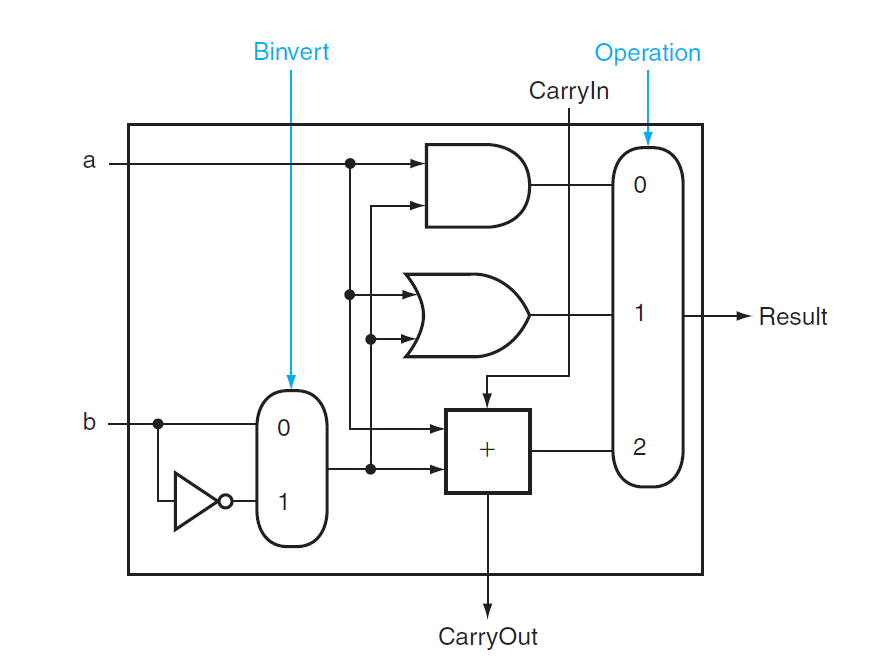 Binvert
Operation
CarryIn
a
0
1
Result
b
0
+
2
1
CarryOut